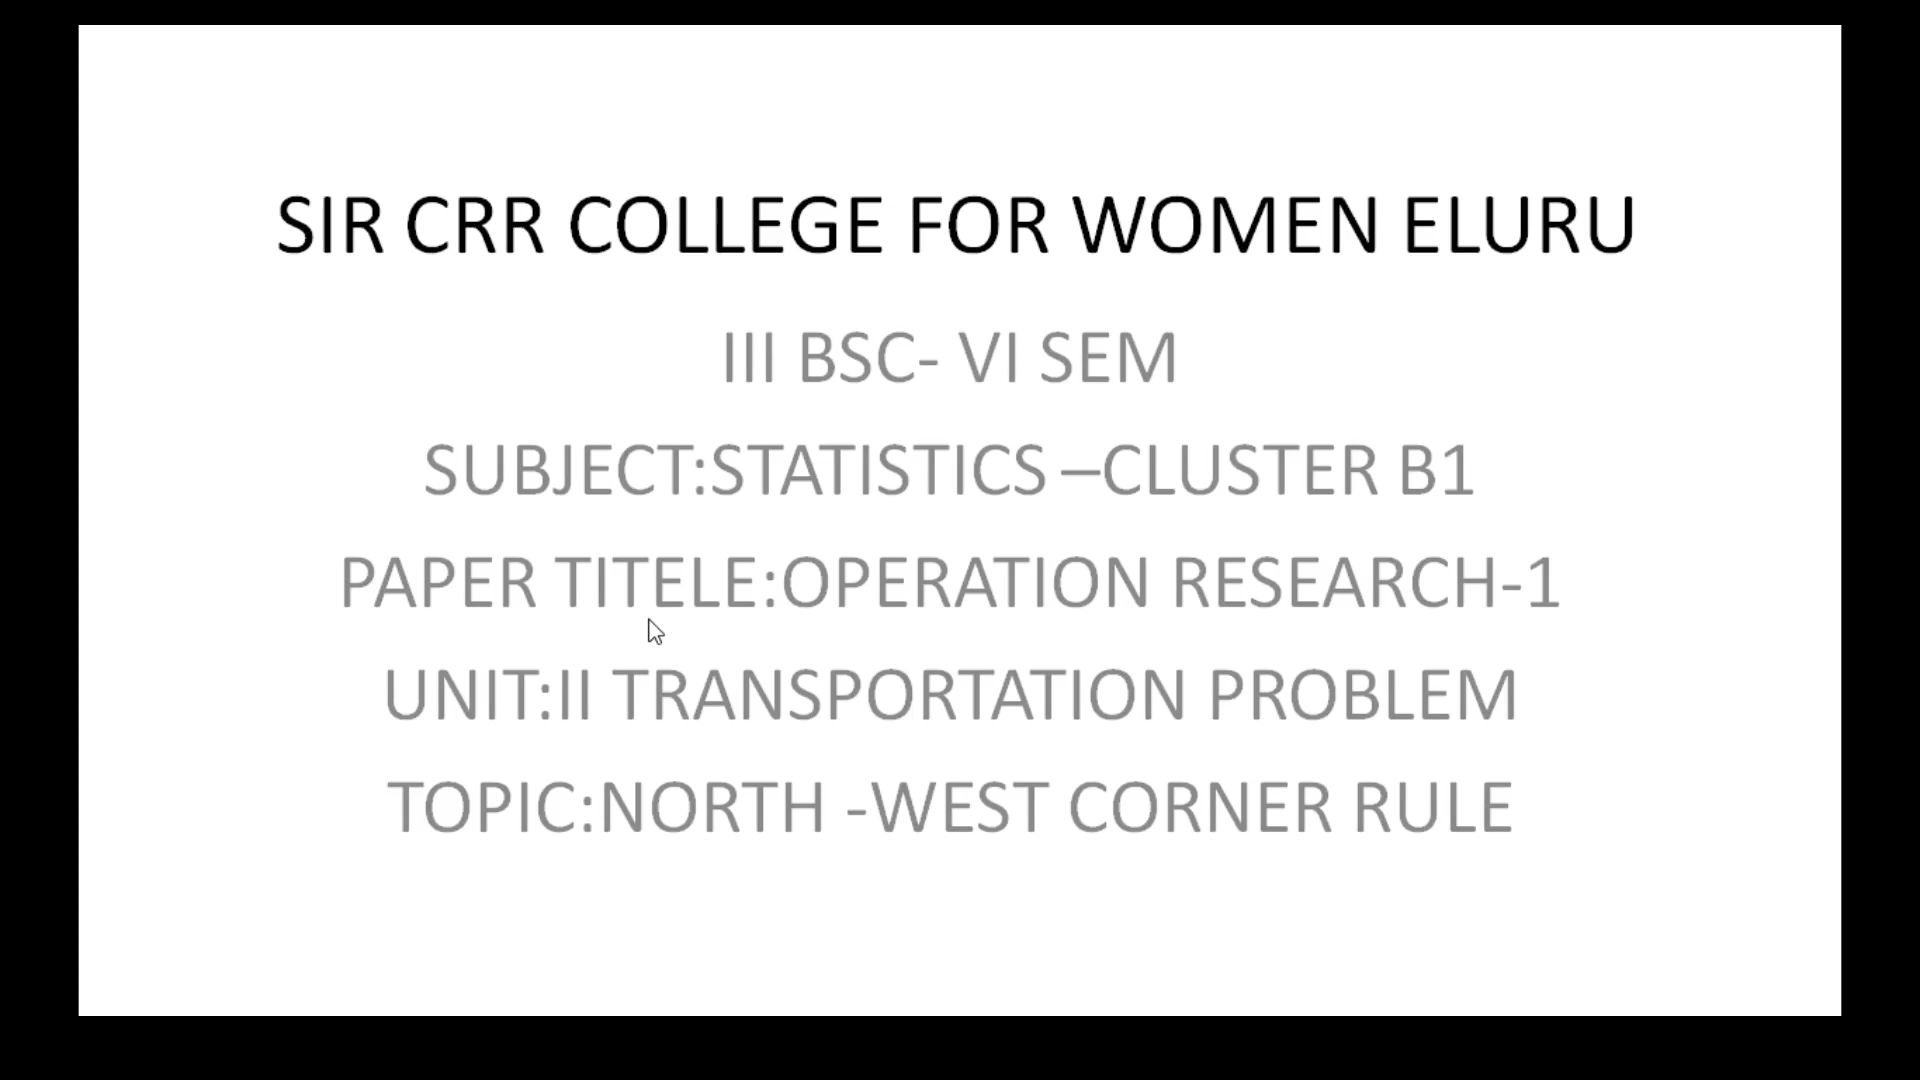 SIR CRR COLLEGE FOR WOMEN ELURU
III BSC- VI SEM
SUBJECT:STATISTICS –CLUSTER B1
PAPER TITELE:OPERATION RESEARCH-1
UNIT:II TRANSPORTATION PROBLEM
TOPIC:NORTH -WEST CORNER RULE